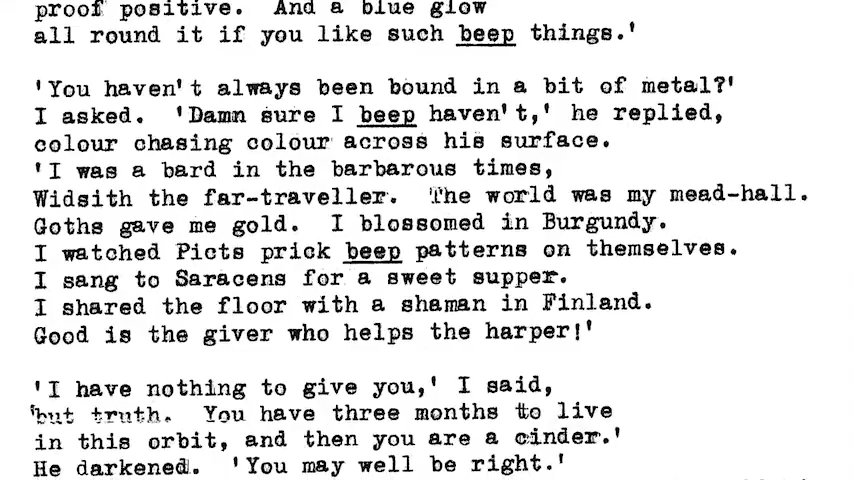 proof positive. And a blue glow
all round it if you like such beep things.'
'You haven't always been bound in a bit of metal?'
I asked. 'Damn sure I beep haven't,' he replied,
colour chasing colour across his surface.
'I was a bard in the barbarous times,
Widsith the far-traveller. The world was my mead-hall.
Goths gave me gold. I blossomed in Burgundy.
I watched Picts prick beep patterns on themselves.
I sang to Saracens for a sweet supper.
I shared the floor with a shaman in Finland.
Good is the giver who helps the harper!'
'I have nothing to give you,' I said,
'but truth. You have three months to live
in this orbit, and then you are a cinder.'
He darkened. 'You may well be right.'